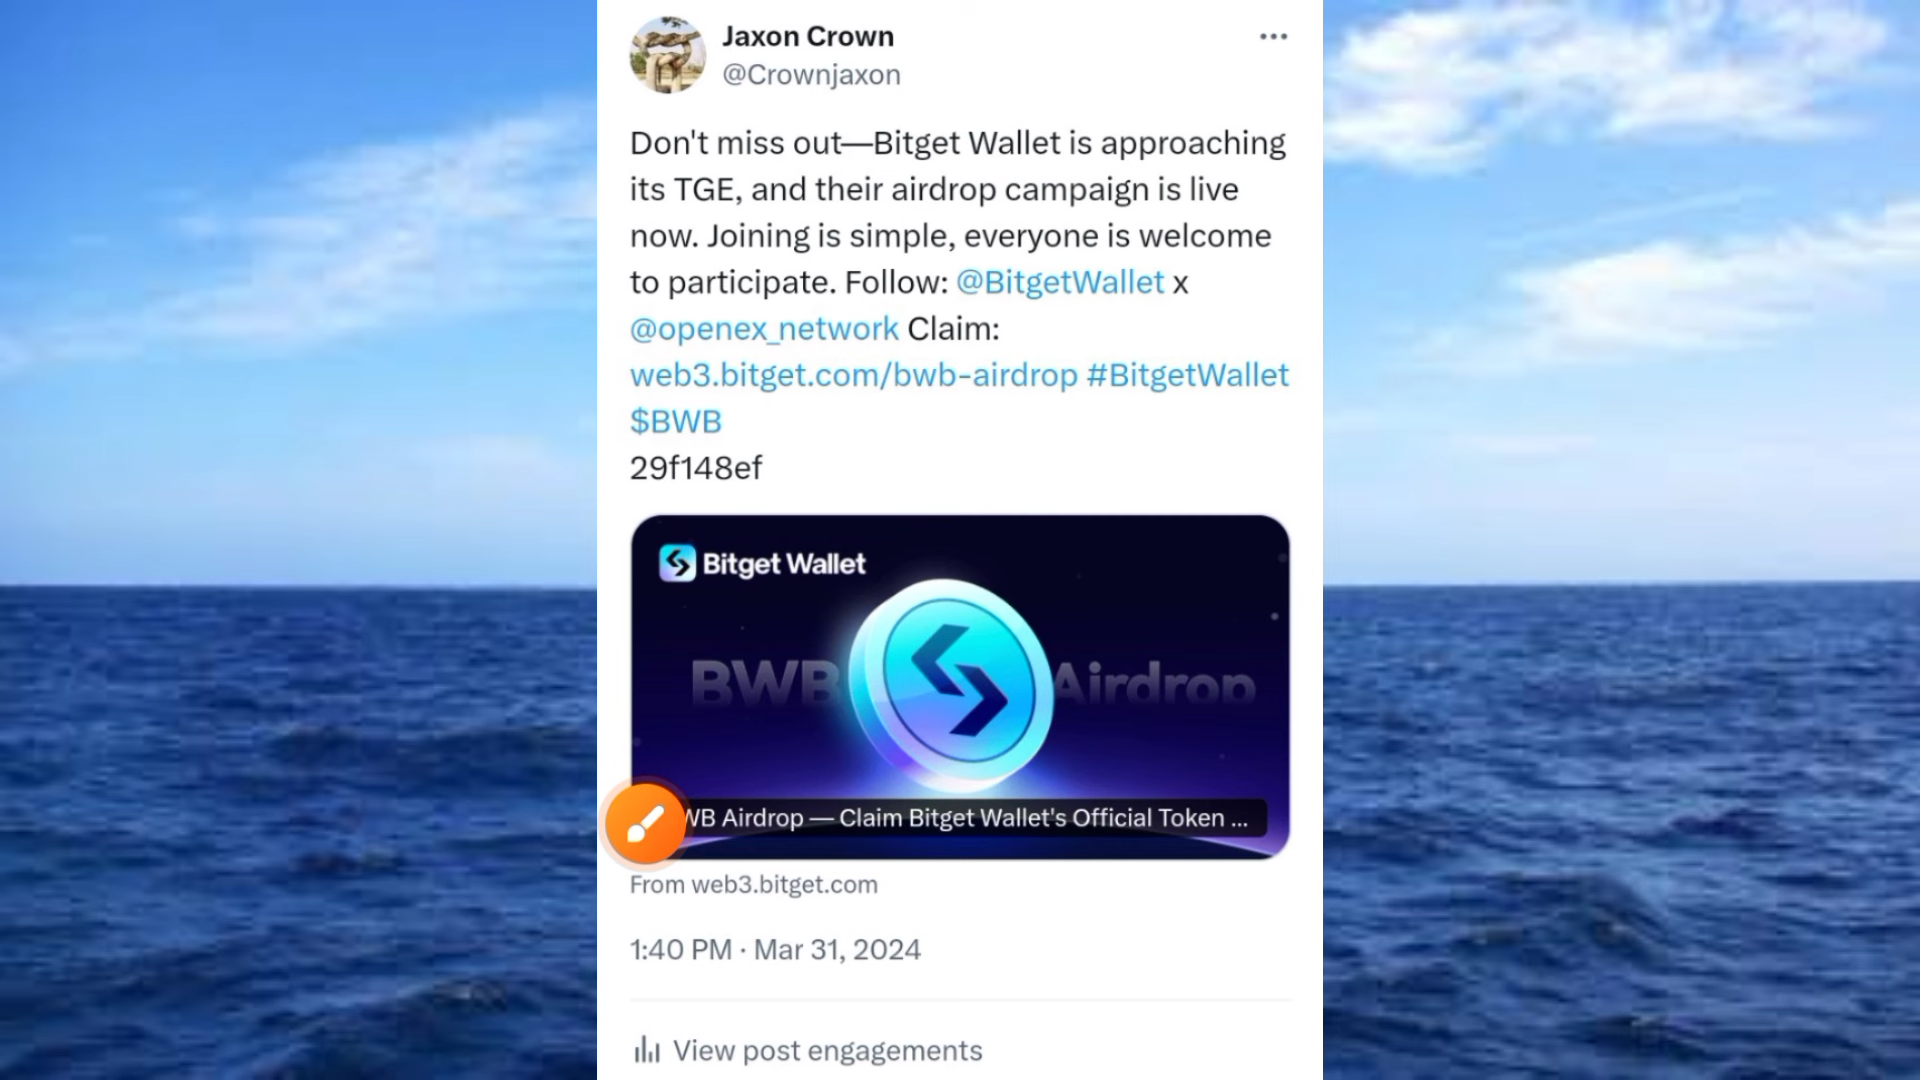 Jaxon Crown
@Crownjaxon
Don't miss out—Bitget Wallet is approaching
its TGE, and their airdrop campaign is live
now. Joining is simple, everyone is welcome
to participate. Follow: @BitgetWallet x
@openex_network Claim:
web3.bitget.com/bwb-airdrop #BitgetWallet
$BWB
29f148ef
Bitget Wallet
BWB Airdrop
Airdrop — Claim Bitget Wallet's Official Token ...
From web3.bitget.com
1:40 PM · Mar 31, 2024
View post engagements